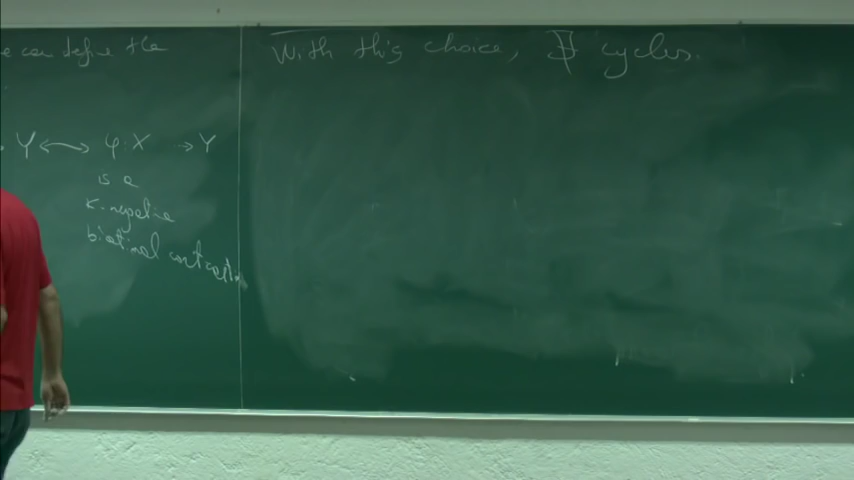 e can define the
Y ⟷ φ: X ⇢ Y
is a
K-negative
birational contraction
With this choice, ∄ cycles.